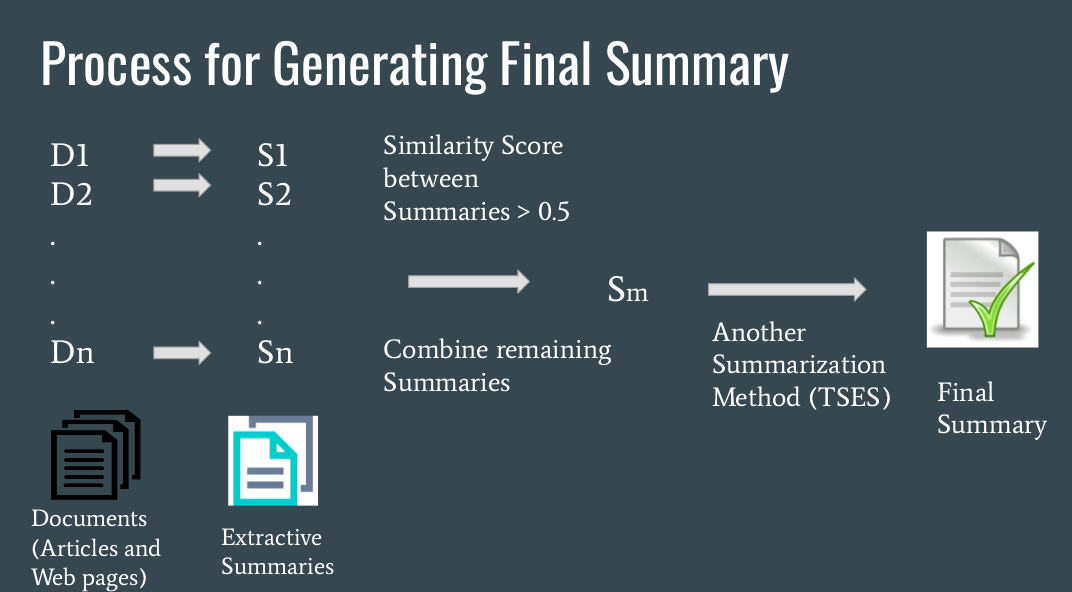 Process for Generating Final Summary
D1
D2
.
.
.
Dn
S1
S2
.
.
.
Sn
Similarity Score
between
Summaries > 0.5
Combine remaining
Summaries
Sm
Another
Summarization
Method (TSES)
Final
Summary
Documents
(Articles and
Web pages)
Extractive
Summaries